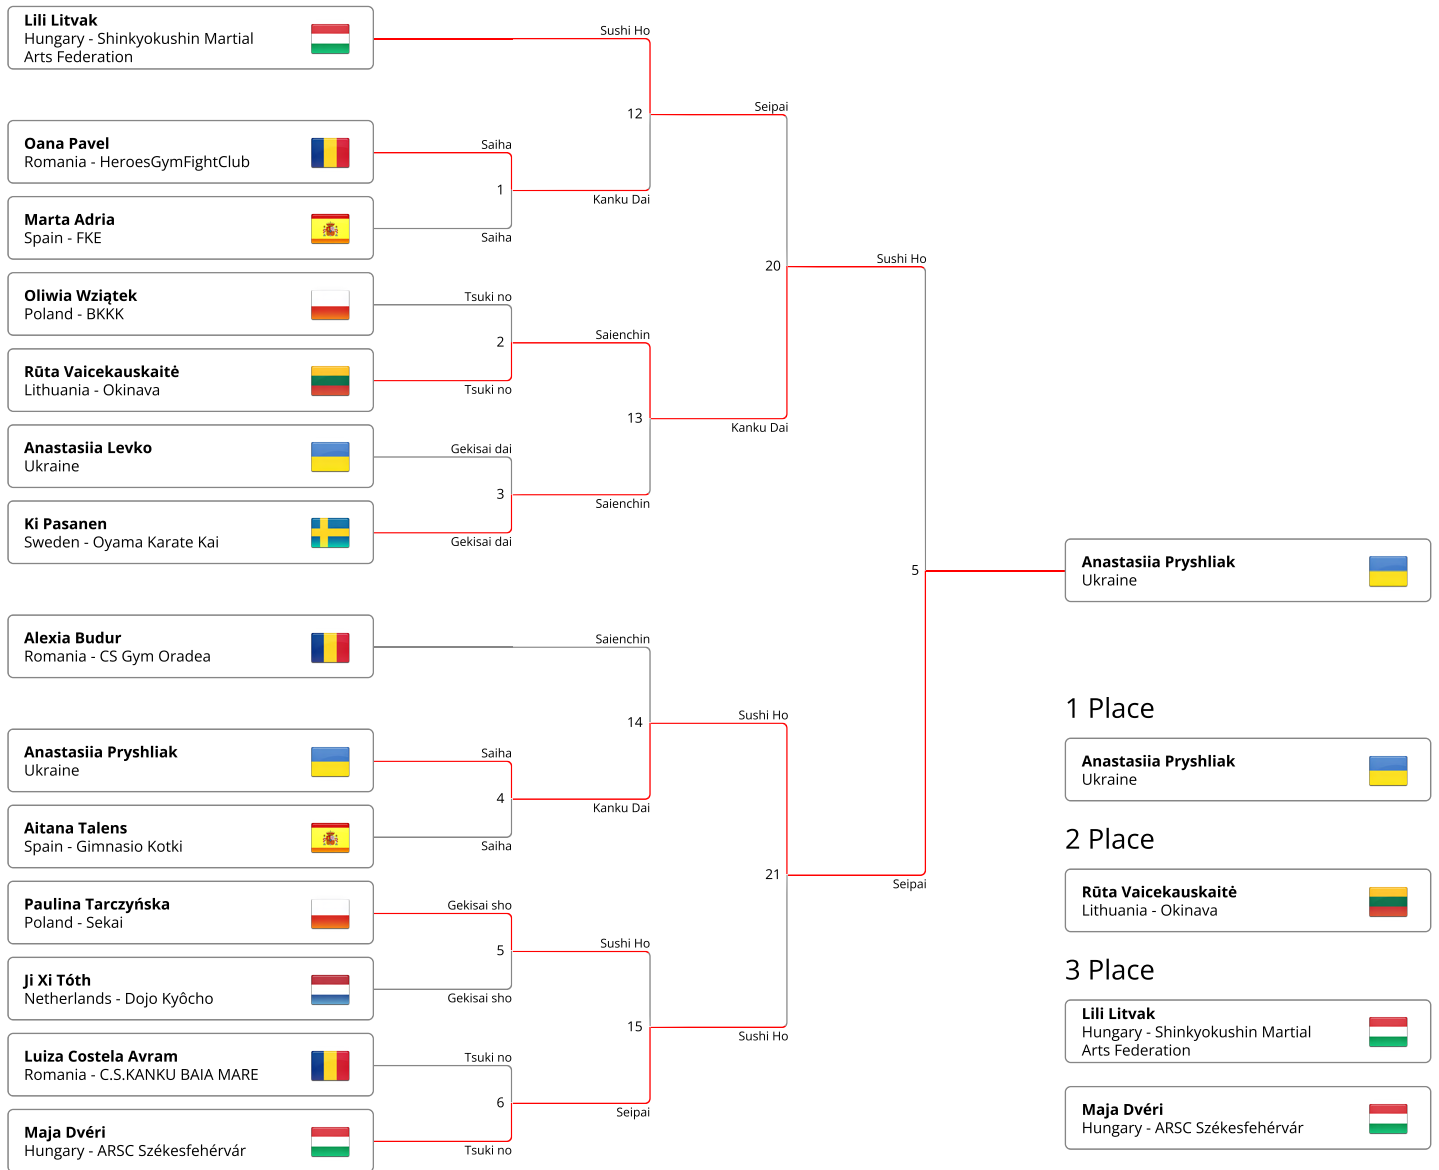 Lili Litvak
Hungary - Shinkyokushin Martial
Arts Federation
Sushi Ho
12
Seipai
Oana Pavel
Romania - HeroesGymFightClub
Saiha
1
Kanku Dai
Marta Adria
Spain - FKE
Saiha
20
Sushi Ho
Oliwia Wziątek
Poland - BKKK
Tsuki no
2
Saienchin
Rūta Vaicekauskaitė
Lithuania - Okinava
Tsuki no
13
Kanku Dai
Anastasiia Levko
Ukraine
Gekisai dai
3
Saienchin
Ki Pasanen
Sweden - Oyama Karate Kai
Gekisai dai
5
Anastasiia Pryshliak
Ukraine
Alexia Budur
Romania - CS Gym Oradea
Saienchin
14
Sushi Ho
Anastasiia Pryshliak
Ukraine
Saiha
4
Kanku Dai
Aitana Talens
Spain - Gimnasio Kotki
Saiha
21
Seipai
Paulina Tarczyńska
Poland - Sekai
Gekisai sho
5
Sushi Ho
Ji Xi Tóth
Netherlands - Dojo Kyôcho
Gekisai sho
15
Sushi Ho
Luiza Costela Avram
Romania - C.S.KANKU BAIA MARE
Tsuki no
6
Seipai
Maja Dvéri
Hungary - ARSC Székesfehérvár
Tsuki no
1 Place
Anastasiia Pryshliak
Ukraine
2 Place
Rūta Vaicekauskaitė
Lithuania - Okinava
3 Place
Lili Litvak
Hungary - Shinkyokushin Martial
Arts Federation
Maja Dvéri
Hungary - ARSC Székesfehérvár